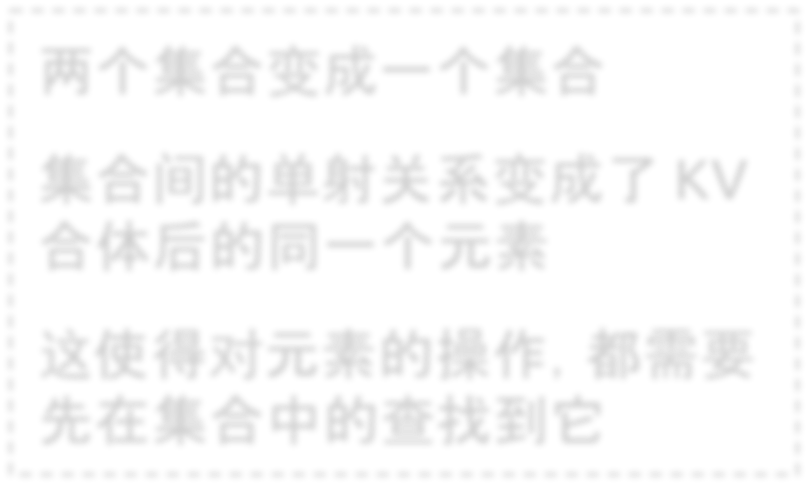 两个集合变成一个集合
集合间的单射关系变成了 KV
合体后的同一个元素
这使得对元素的操作, 都需要
先在集合中的查找到它